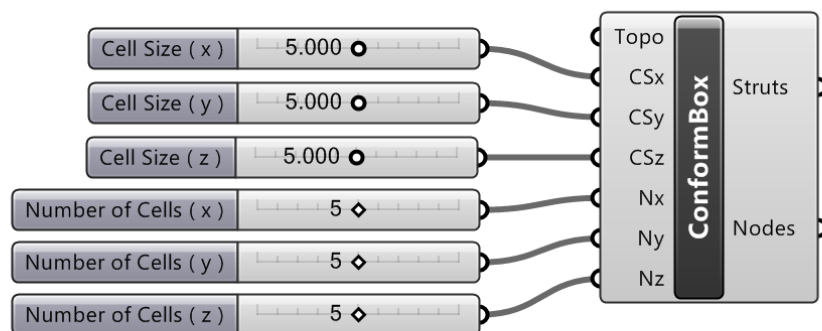 Cell Size ( x ) 5.000
Cell Size ( y ) 5.000
Cell Size ( z ) 5.000
Number of Cells ( x ) 5
Number of Cells ( y ) 5
Number of Cells ( z ) 5
Topo
CSx
CSy
CSz
Nx
Ny
Nz
ConformBox
Struts
Nodes